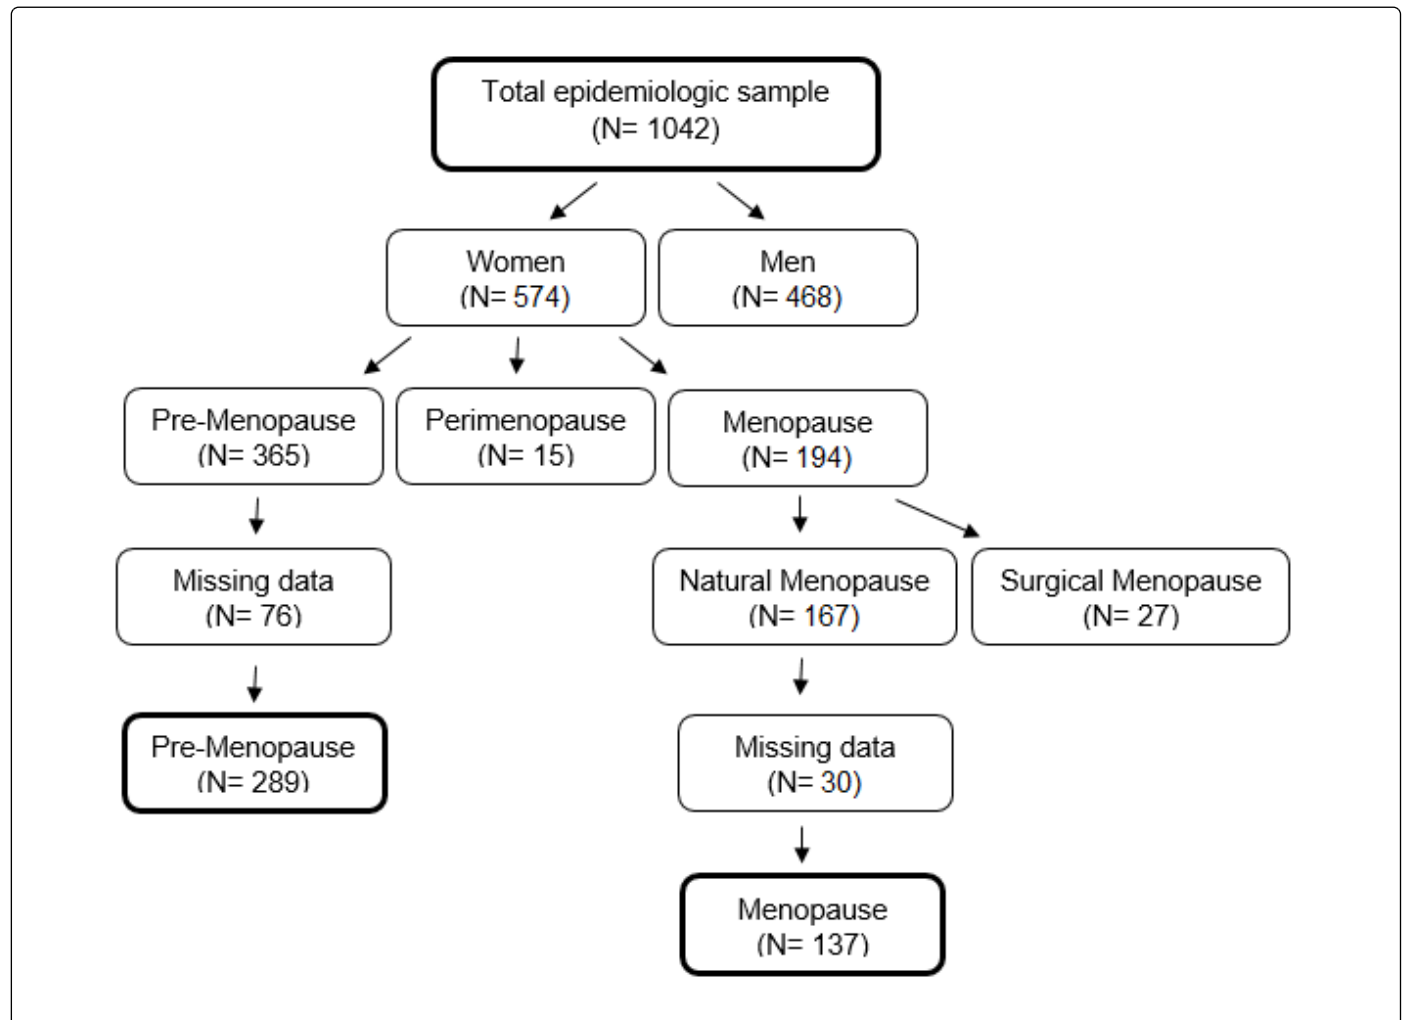 Total epidemiologic sample
(N= 1042)
Women
(N= 574)
Men
(N= 468)
Pre-Menopause
(N= 365)
Perimenopause
(N= 15)
Menopause
(N= 194)
Missing data
(N= 76)
Natural Menopause
(N= 167)
Surgical Menopause
(N= 27)
Pre-Menopause
(N= 289)
Missing data
(N= 30)
Menopause
(N= 137)